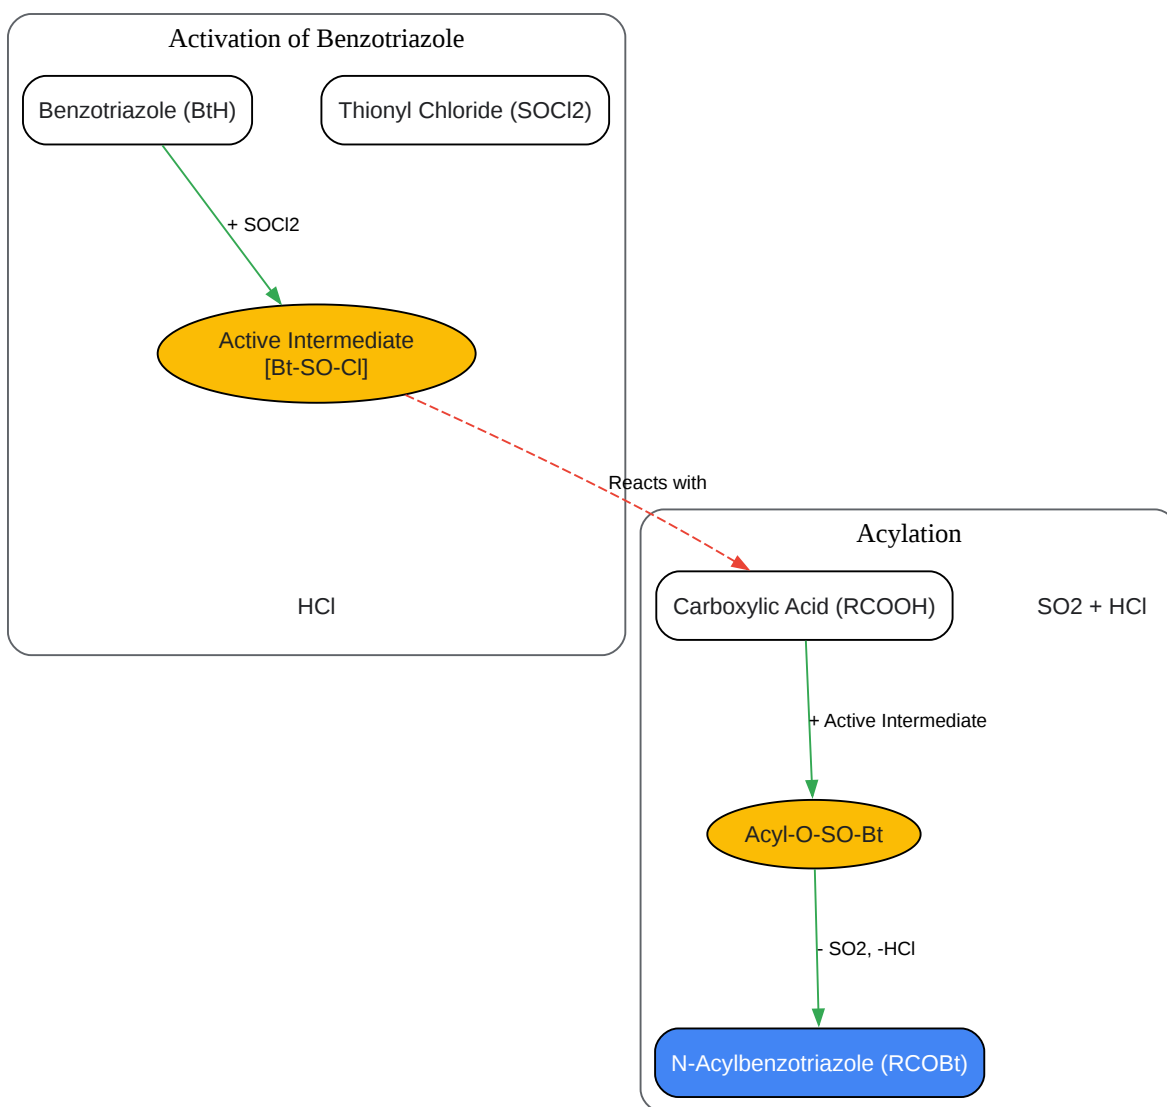 Activation of Benzotriazole
Benzotriazole (BtH)
Thionyl Chloride (SOCl2)
+ SOCl2
Active Intermediate
[Bt-SO-Cl]
Reacts with
HCl
Acylation
Carboxylic Acid (RCOOH)
SO2 + HCl
+ Active Intermediate
Acyl-O-SO-Bt
- SO2, -HCl
N-Acylbenzotriazole (RCOBt)